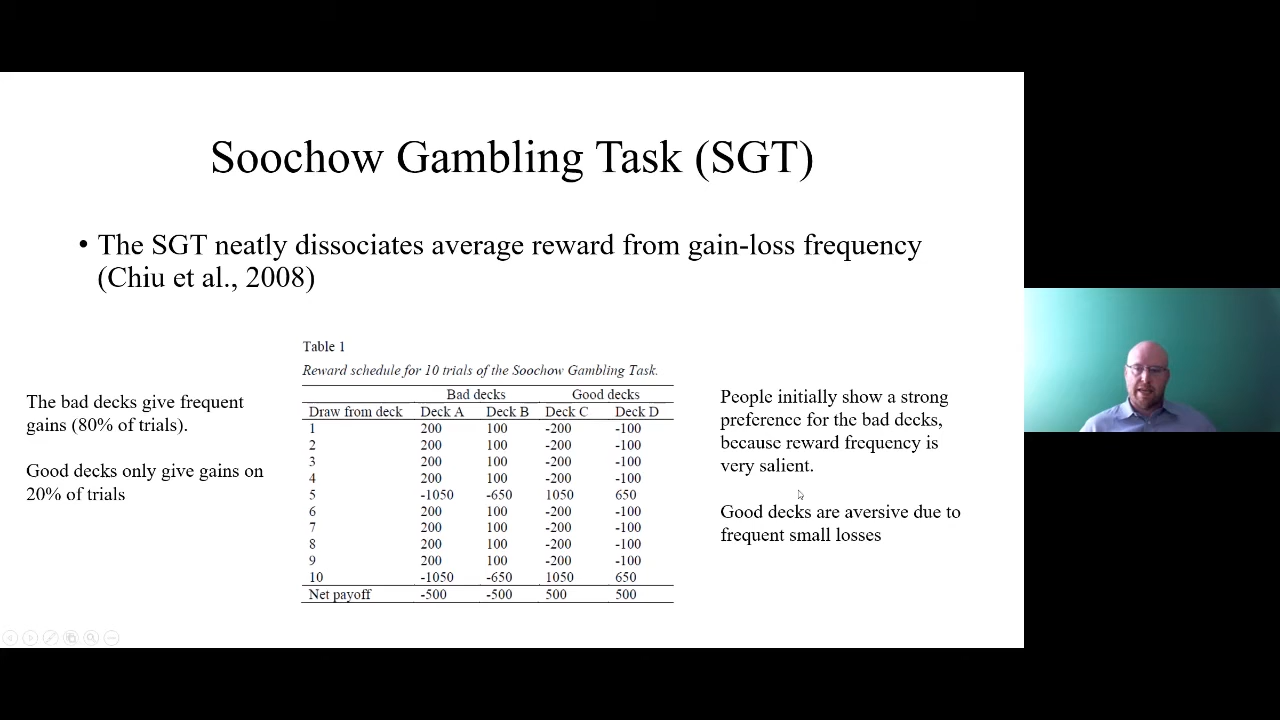 Soochow Gambling Task (SGT)
• The SGT neatly dissociates average reward from gain-loss frequency
(Chiu et al., 2008)
The bad decks give frequent
gains (80% of trials).
Good decks only give gains on
20% of trials
Table 1
Reward schedule for 10 trials of the Soochow Gambling Task.
Bad decks Good decks
Draw from deck Deck A Deck B Deck C Deck D
1 200 100 -200 -100
2 200 100 -200 -100
3 200 100 -200 -100
4 200 100 -200 -100
5 -1050 -650 1050 650
6 200 100 -200 -100
7 200 100 -200 -100
8 200 100 -200 -100
9 200 100 -200 -100
10 -1050 -650 1050 650
Net payoff -500 -500 500 500
People initially show a strong
preference for the bad decks,
because reward frequency is
very salient.
Good decks are aversive due to
frequent small losses